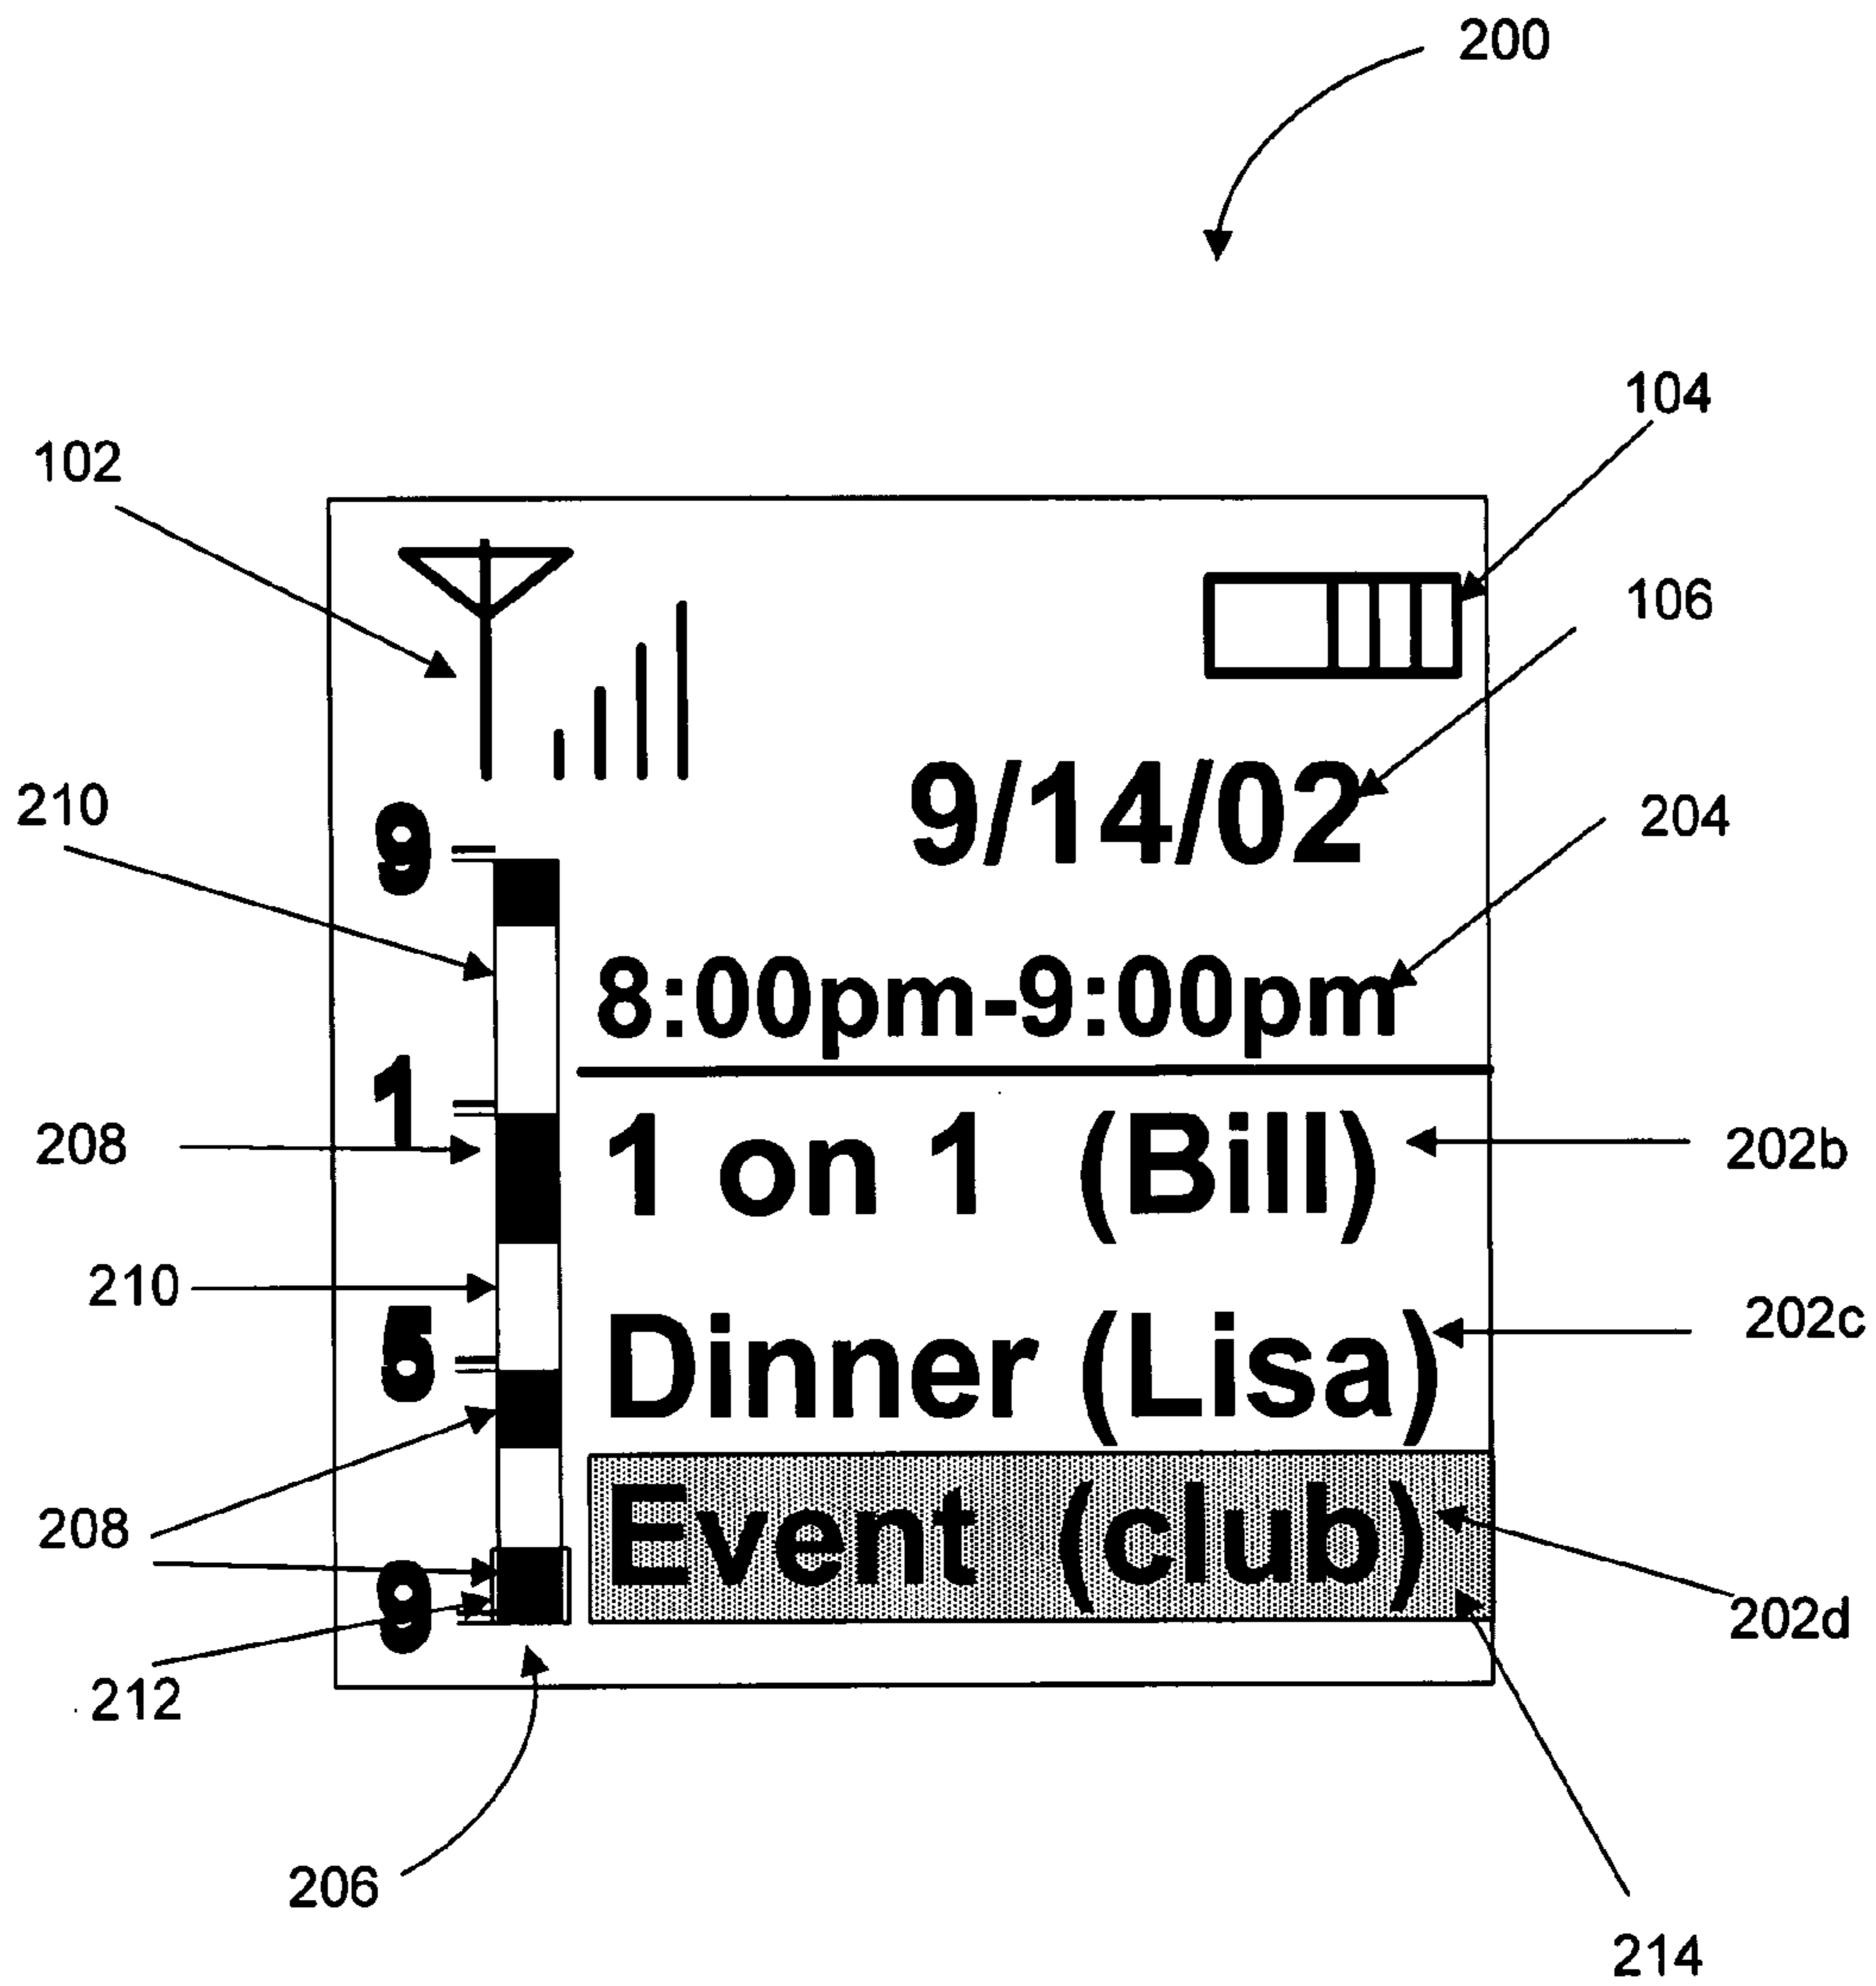 200
104
102
106
9/14/02
210
9
204
8:00pm-9:00pm
1
208
1 on 1 (Bill)
202b
210
5
Dinner (Lisa)
202c
208
Event (club)
9
202d
212
206
214